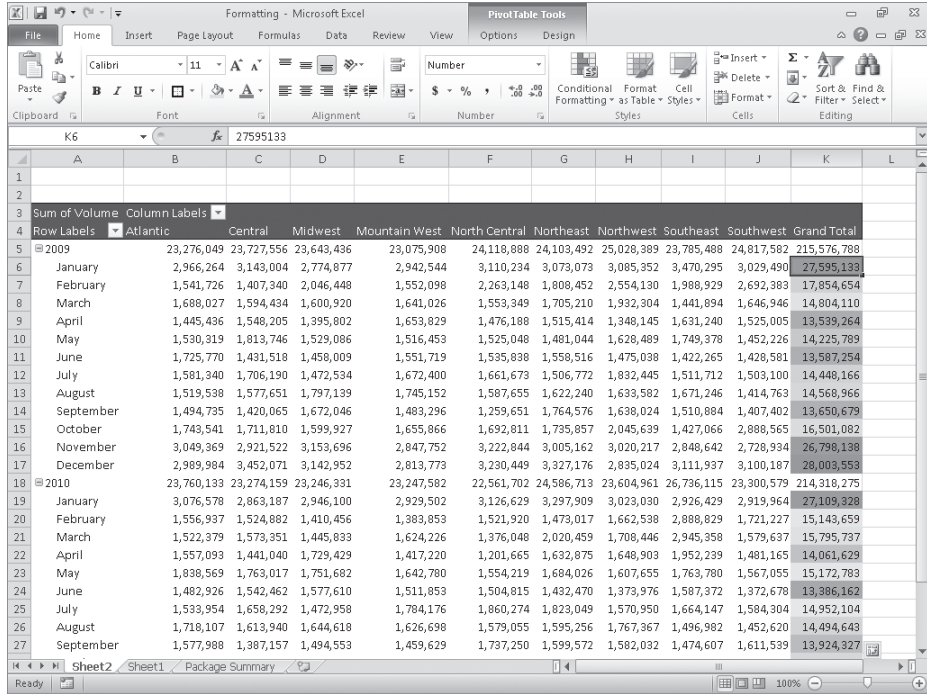 Formatting - Microsoft Excel PivotTable Tools
File Home Insert Page Layout Formulas Data Review View Options Design
Paste
Calibri 11 A A
B I U A
Number
$ % , .00 .00
Conditional Formatting Format as Table Cell Styles
Insert
Delete
Format
Σ
Sort & Filter Find & Select
Clipboard Font Alignment Number Styles Cells Editing
K6 fx 27595133
A B C D E F G H I J K L
1
2
3 Sum of Volume Column Labels
4 Row Labels Atlantic Central Midwest Mountain West North Central Northeast Northwest Southeast Southwest Grand Total
5 2009 23,276,049 23,727,556 23,643,436 23,075,908 24,118,888 24,103,492 25,028,389 23,785,488 24,817,582 215,576,788
6 January 2,966,264 3,143,004 2,774,877 2,942,544 3,110,234 3,073,073 3,085,352 3,470,295 3,029,490 27,595,133
7 February 1,541,726 1,407,340 2,046,448 1,552,098 2,263,148 1,808,452 2,554,130 1,988,929 2,692,383 17,854,654
8 March 1,688,027 1,594,434 1,600,920 1,641,026 1,553,349 1,705,210 1,932,304 1,441,894 1,646,946 14,804,110
9 April 1,445,436 1,548,205 1,395,802 1,653,829 1,476,188 1,515,414 1,348,145 1,631,240 1,525,005 13,539,264
10 May 1,530,319 1,813,746 1,529,086 1,516,453 1,525,042 1,481,044 1,628,489 1,749,378 1,452,226 14,225,789
11 June 1,725,770 1,431,518 1,458,009 1,551,719 1,535,838 1,558,516 1,475,038 1,422,265 1,428,581 13,587,254
12 July 1,581,340 1,706,190 1,472,534 1,672,400 1,661,673 1,506,772 1,832,445 1,511,712 1,503,100 14,448,166
13 August 1,519,538 1,577,651 1,797,139 1,745,152 1,587,655 1,622,240 1,633,582 1,671,246 1,414,763 14,568,966
14 September 1,494,735 1,420,065 1,672,046 1,483,296 1,259,651 1,764,576 1,638,024 1,510,884 1,407,402 13,650,679
15 October 1,743,541 1,711,810 1,599,927 1,655,866 1,692,811 1,735,857 2,045,639 1,427,066 2,888,565 16,501,082
16 November 3,049,369 2,921,522 3,153,696 2,847,752 3,222,844 3,005,162 3,020,217 2,848,642 2,728,934 26,798,138
17 December 2,989,984 3,452,071 3,142,952 2,813,773 3,230,449 3,327,176 2,835,024 3,111,937 3,100,187 28,003,553
18 2010 23,760,133 23,274,159 23,246,331 23,247,582 22,561,702 24,586,713 23,604,961 26,736,115 23,300,579 214,318,275
19 January 3,076,578 2,863,187 2,946,100 2,929,502 3,126,629 3,297,909 3,023,030 2,926,429 2,919,964 27,109,328
20 February 1,556,937 1,524,882 1,410,456 1,383,853 1,521,920 1,473,017 1,662,538 2,888,829 1,721,227 15,143,659
21 March 1,522,379 1,573,351 1,445,833 1,624,226 1,376,048 2,020,459 1,708,446 2,945,358 1,579,637 15,795,737
22 April 1,557,093 1,441,040 1,729,429 1,417,220 1,201,665 1,632,875 1,648,903 1,952,239 1,481,165 14,061,629
23 May 1,838,569 1,763,017 1,751,682 1,642,780 1,554,219 1,684,026 1,607,655 1,763,780 1,567,055 15,172,783
24 June 1,482,926 1,542,462 1,577,610 1,511,853 1,504,815 1,432,470 1,373,976 1,587,372 1,372,678 13,386,162
25 July 1,533,954 1,658,292 1,472,958 1,784,176 1,860,274 1,823,049 1,570,950 1,664,147 1,584,304 14,952,104
26 August 1,718,107 1,613,940 1,644,618 1,626,698 1,579,055 1,595,256 1,767,367 1,496,982 1,452,620 14,494,643
27 September 1,577,988 1,387,157 1,494,553 1,459,629 1,737,250 1,599,572 1,582,032 1,474,607 1,611,539 13,924,327
Sheet2 Sheet1 Package Summary
Ready 100%